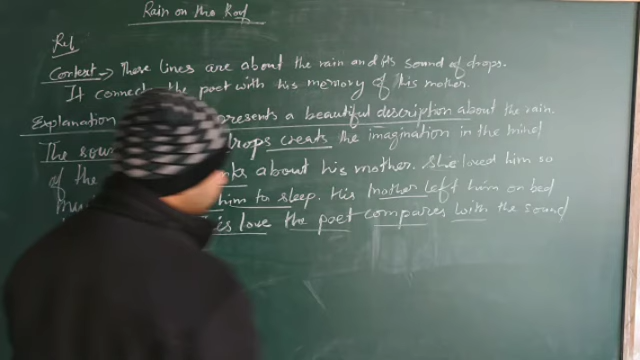 Rain on the Roof
Ref
Context → These lines are about the rain and its sound of drops.
It connect the poet with his memory of his mother.
Explanation presents a beautiful description about the rain.
The drops creats the imagination in the mind
of the about his mother. She loved him so
him to sleep. His mother left him on bed
is love the poet compares with the sound